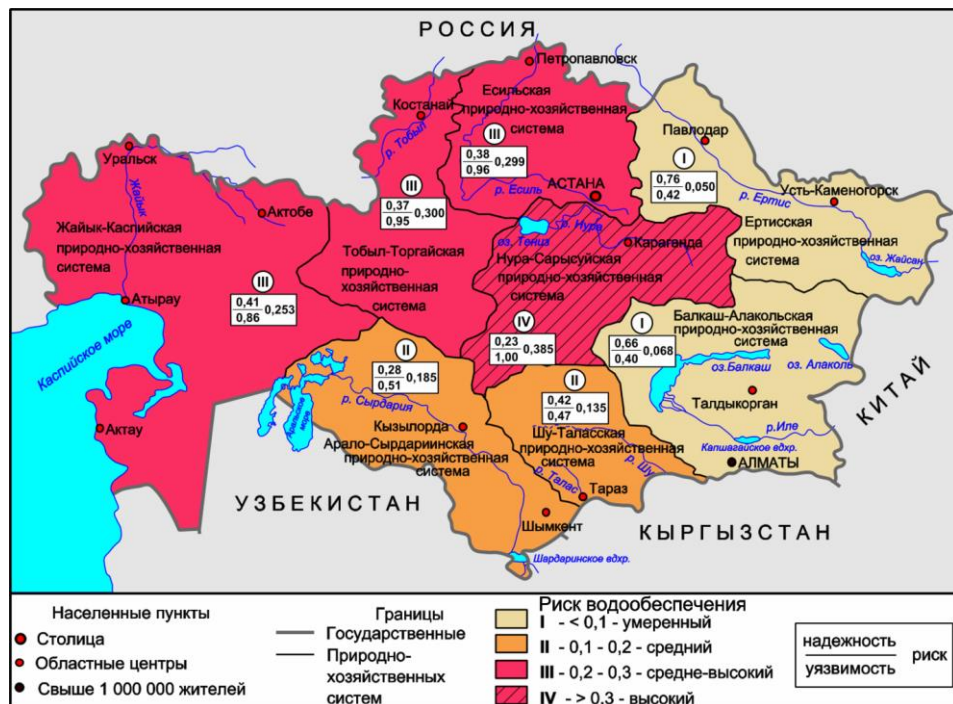 РОССИЯ
Петропавловск
Есильская
природно-хозяйственная
система
Костанай
р. Тобыл
III
0,38
0,96
0,299
р. Есиль
АСТАНА
Павлодар
I
0,76
0,42
0,050
р. Ертис
Усть-Каменогорск
Ертисская
природно-хозяйственная
система
оз. Жайсан
Уральск
Жайык
Актобе
Жайык-Каспийская
природно-хозяйственная
система
III
0,41
0,86
0,253
Атырау
Каспийское море
Актау
III
0,37
0,95
0,300
Тобыл-Торгайская
природно-
хозяйственная
система
р. Нура
оз. Тениз
Караганда
Нура-Сарысуйская
природно-хозяйственная
система
IV
0,23
1,00
0,385
I
0,66
0,40
0,068
Балкаш-Алакольская
природно-хозяйственная
система
оз.Балкаш
оз. Алаколь
Талдыкорган
р.Иле
Капшагайское вдхр.
АЛМАТЫ
КИТАЙ
II
0,28
0,51
0,185
Аральское
море
р. Сырдария
Кызылорда
Арало-Сырдариинская
природно-хозяйственная
система
Шымкент
Шардаринское вдхр.
II
0,42
0,47
0,135
Шу-Таласская
природно-хозяйственная
система
р. Талас
р. Шу
Тараз
УЗБЕКИСТАН
КЫРГЫЗСТАН
Населенные пункты
Столица
Областные центры
Свыше 1 000 000 жителей
Границы
Государственные
Природно-
хозяйственных
систем
Риск водообеспечения
I - < 0,1 - умеренный
II - 0,1 - 0,2 - средний
III - 0,2 - 0,3 - средне-высокий
IV - > 0,3 - высокий
надежность
уязвимость
риск